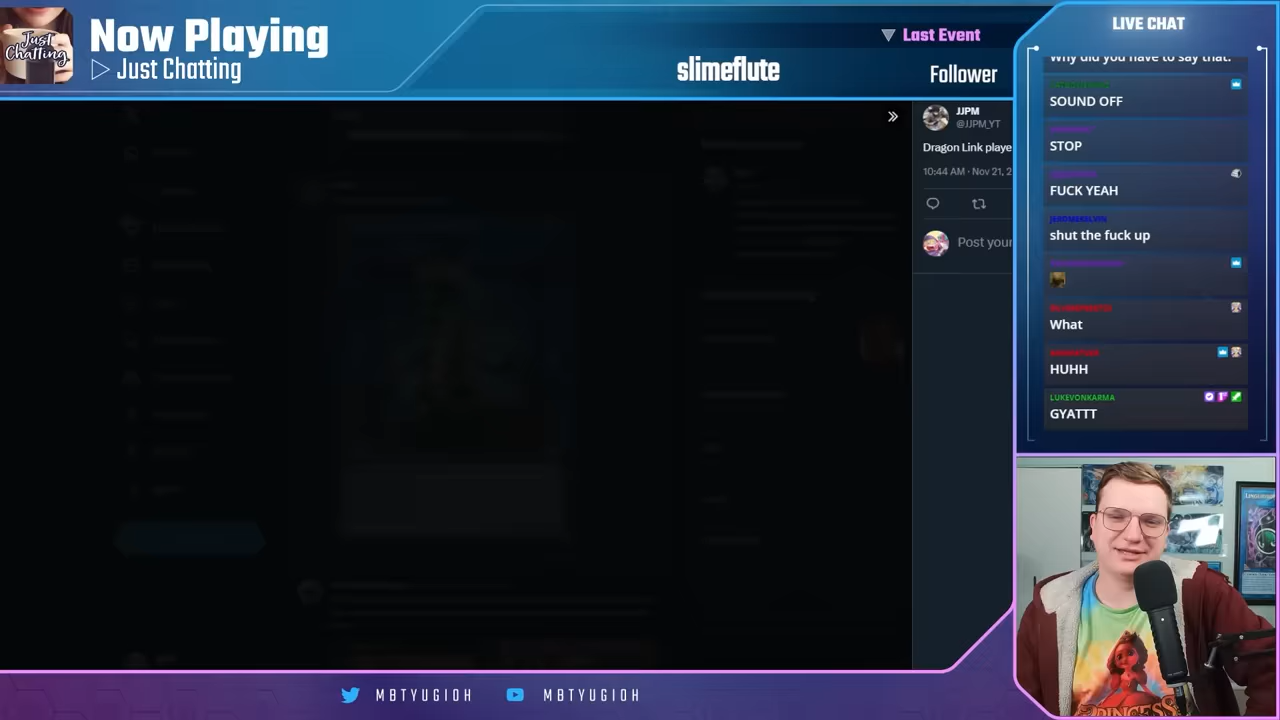 Just
Chatting
Now Playing
Just Chatting
Last Event
slimeflute
Follower
LIVE CHAT
Why did you have to say that.
SOUND OFF
STOP
FUCK YEAH
shut the fuck up
What
HUHH
LUKEVONKARMA
GYATTT
JJPM
@JJPM_YT
Dragon Link playe
10:44 AM · Nov 21, 2
Post your
PRINCESS
MBTYUGIOH
MBTYUGIOH